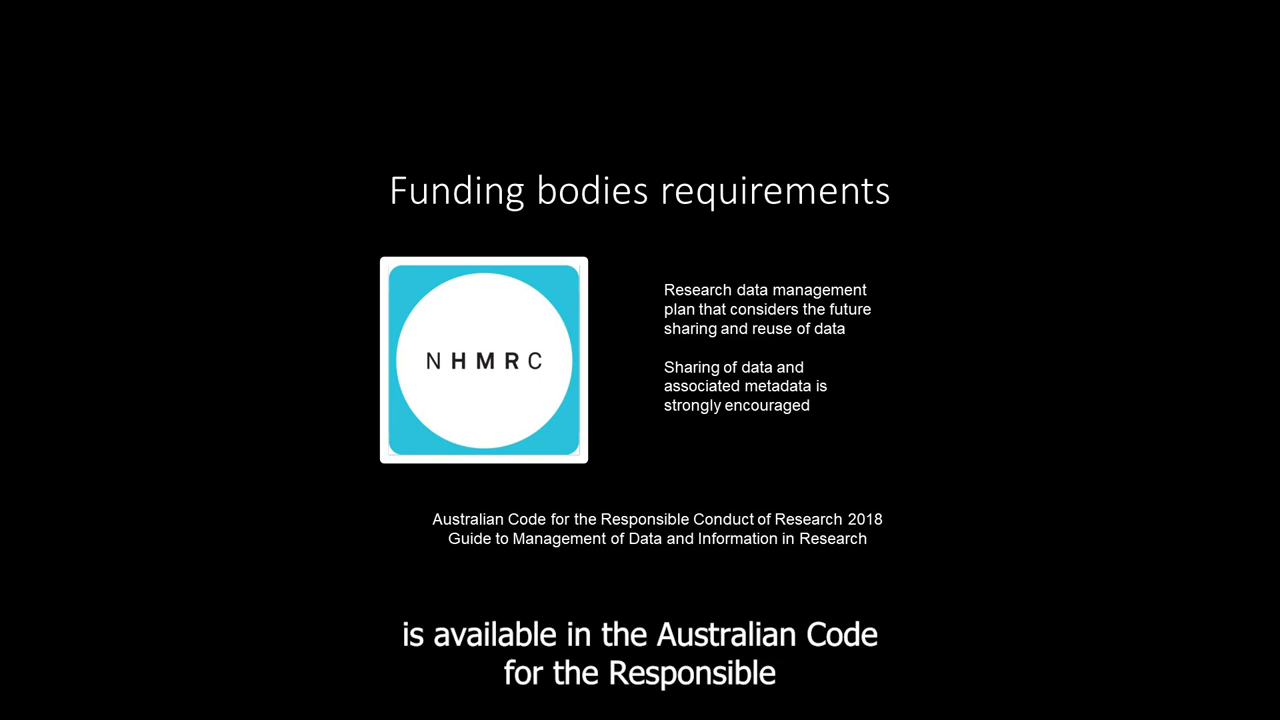 Funding bodies requirements
NHMRC
Research data management
plan that considers the future
sharing and reuse of data
Sharing of data and
associated metadata is
strongly encouraged
Australian Code for the Responsible Conduct of Research 2018
Guide to Management of Data and Information in Research
is available in the Australian Code
for the Responsible